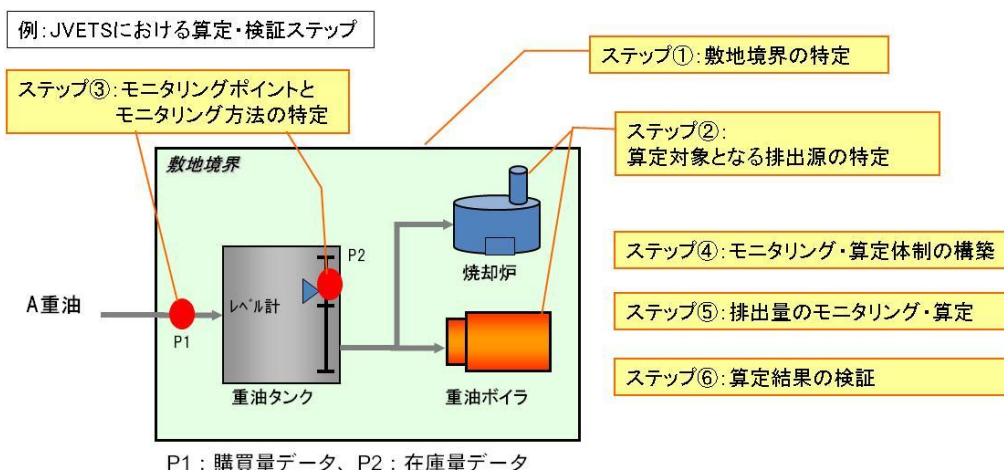 例:JVETSにおける算定・検証ステップ
ステップ①:敷地境界の特定
ステップ③:モニタリングポイントと
モニタリング方法の特定
ステップ②:
算定対象となる排出源の特定
敷地境界
P2
焼却炉
ステップ④:モニタリング・算定体制の構築
A重油
レベル計
ステップ⑤:排出量のモニタリング・算定
P1
ステップ⑥:算定結果の検証
重油タンク
重油ボイラ
P1:購買量データ、P2:在庫量データ